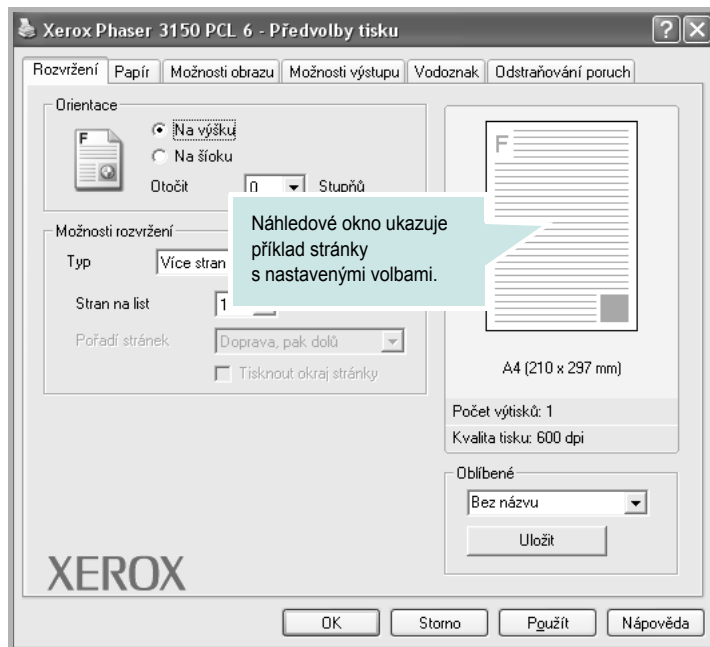 Xerox Phaser 3150 PCL 6 - Předvolby tisku
Rozvržení Papír Možnosti obrazu Možnosti výstupu Vodoznak Odstraňování poruch
Orientace
F
Na výšku
Na šíoku
Otočit 0 Stupňů
Možnosti rozvržení
Typ Více stran
Stran na list 1
Pořadí stránek Doprava, pak dolů
Tisknout okraj stránky
Náhledové okno ukazuje
příklad stránky
s nastavenými volbami.
F
A4 (210 x 297 mm)
Počet výtisků: 1
Kvalita tisku: 600 dpi
Oblíbené
Bez názvu
Uložit
XEROX
OK Storno Použít Nápověda